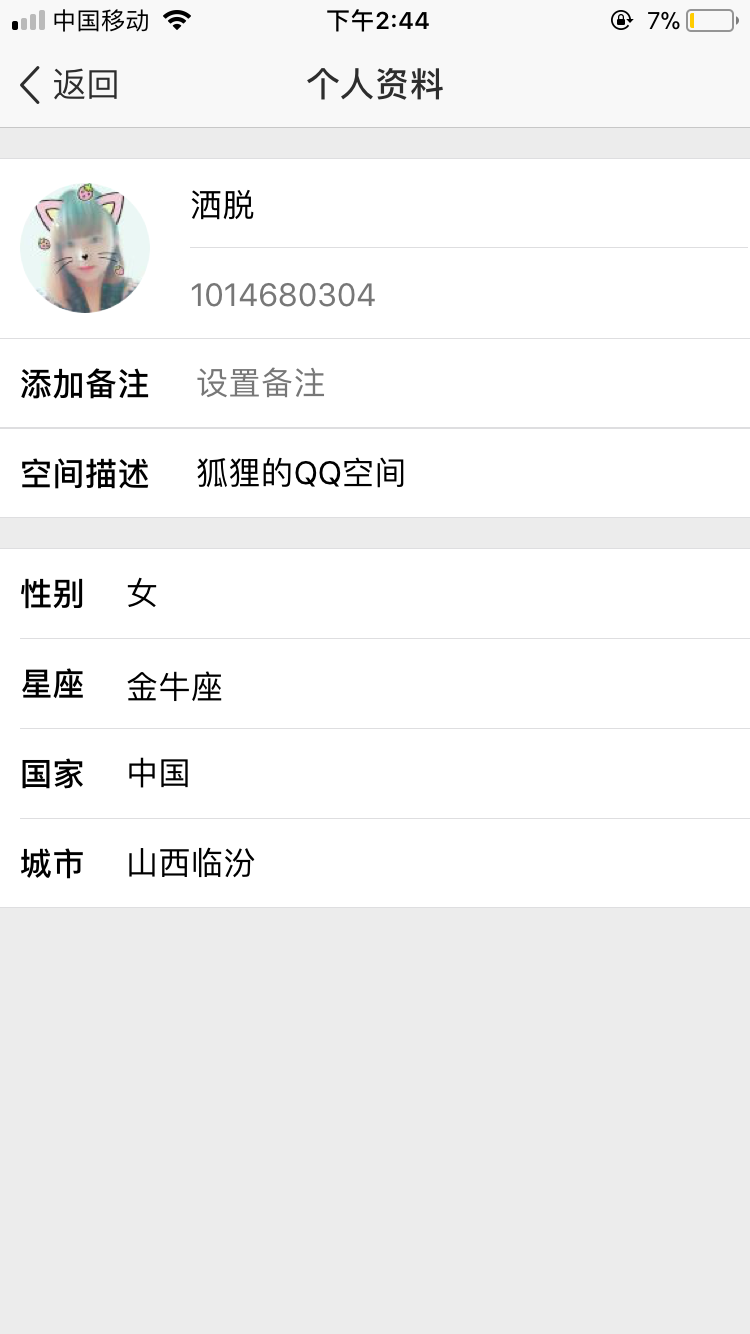 中国移动 下午2:44 7%
返回 个人资料
洒脱
1014680304
添加备注 设置备注
空间描述 狐狸的QQ空间
性别 女
星座 金牛座
国家 中国
城市 山西临汾